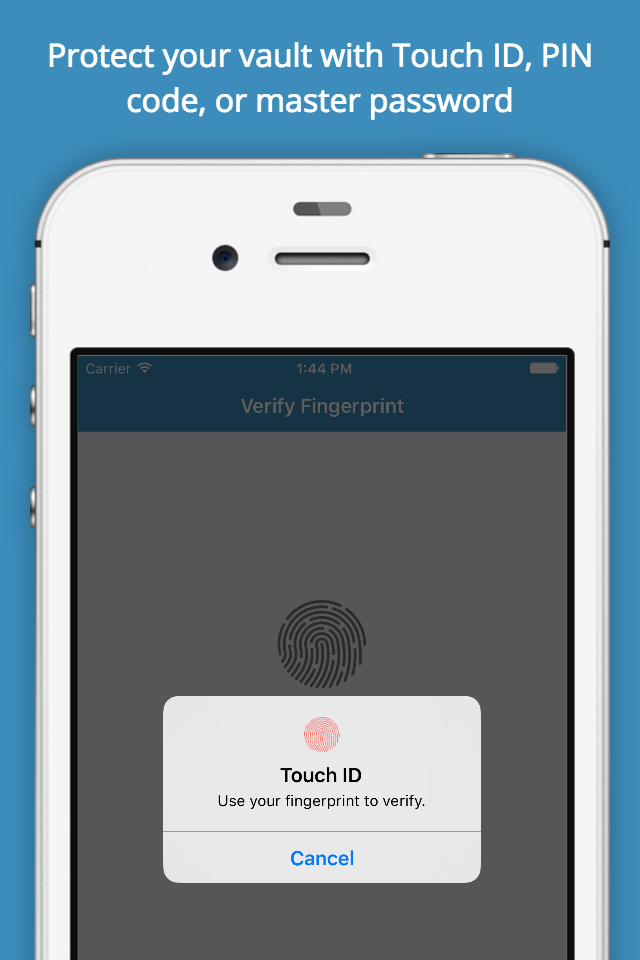 Protect your vault with Touch ID, PIN
code, or master password
Carrier 1:44 PM
Verify Fingerprint
Touch ID
Use your fingerprint to verify.
Cancel